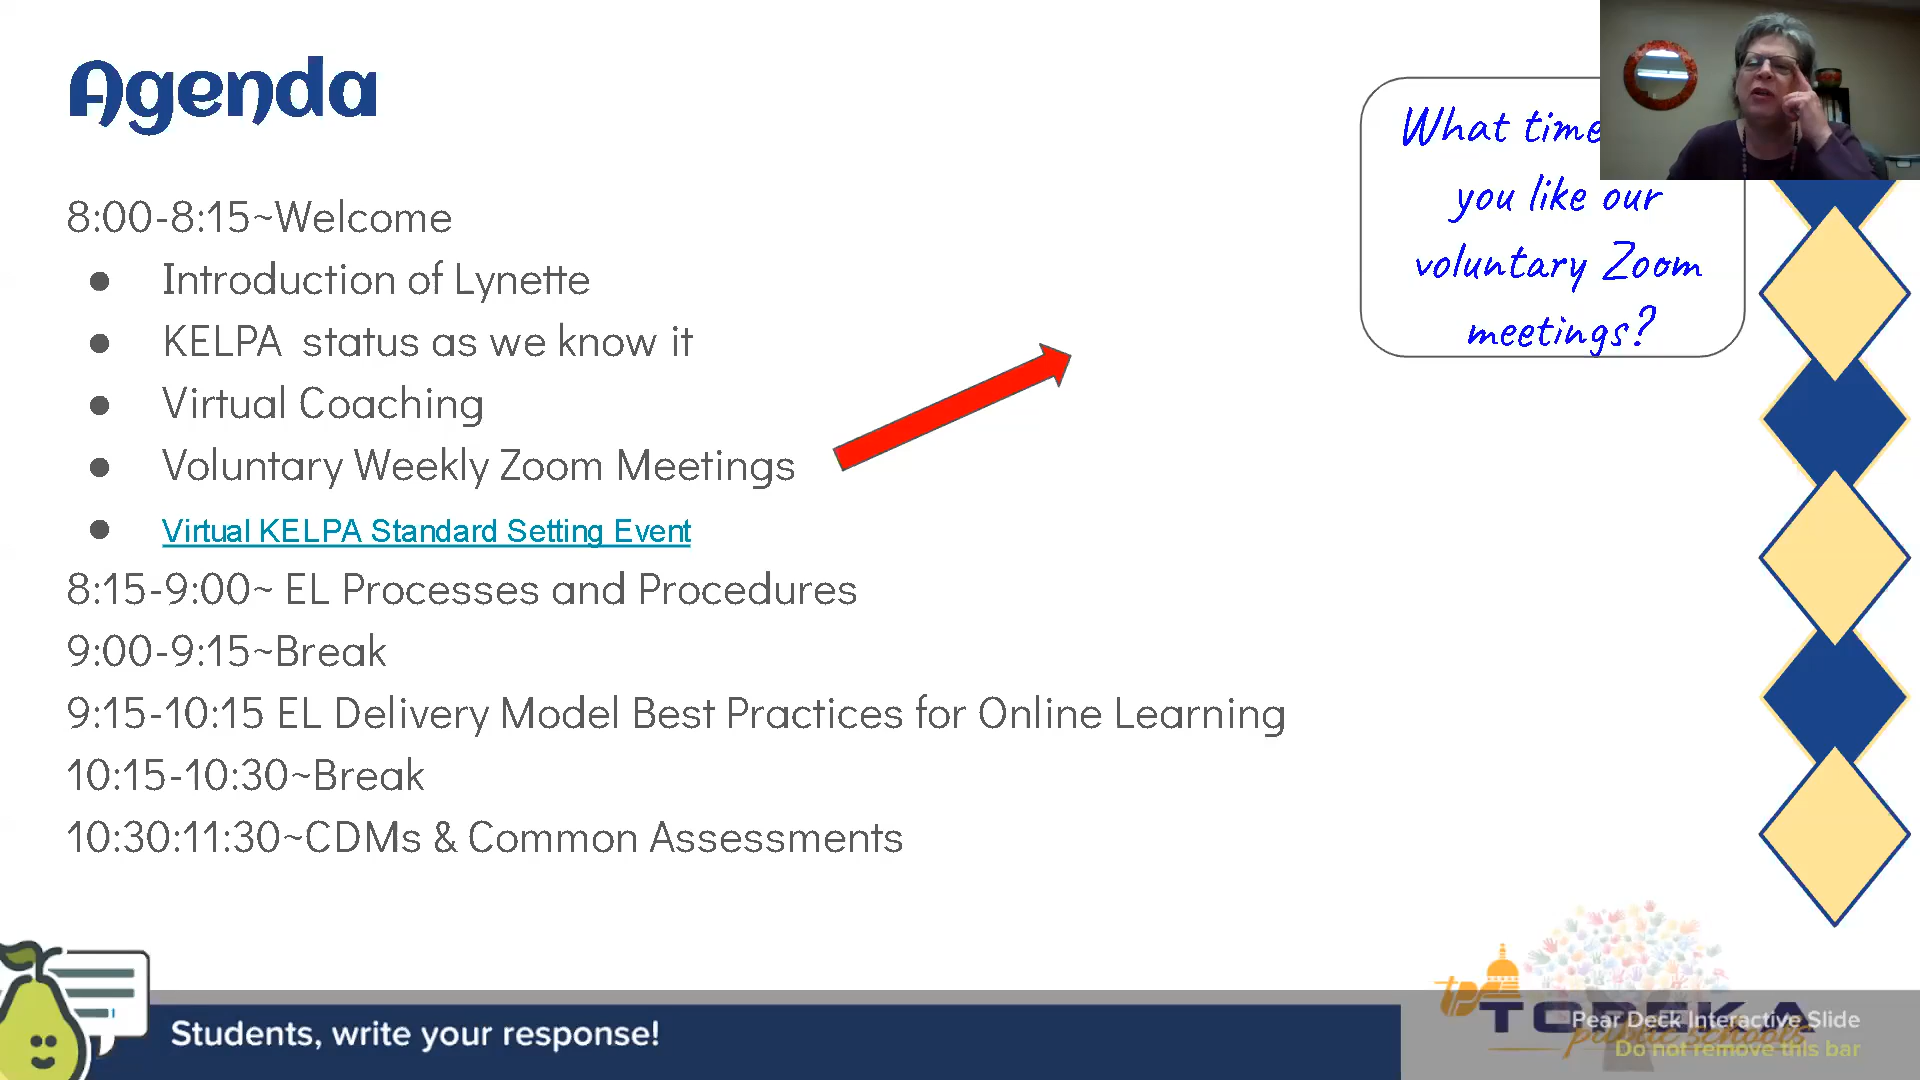 Agenda
What time
you like our
voluntary Zoom
meetings?
8:00-8:15~Welcome
● Introduction of Lynette
● KELPA status as we know it
● Virtual Coaching
● Voluntary Weekly Zoom Meetings
● Virtual KELPA Standard Setting Event
8:15-9:00~ EL Processes and Procedures
9:00-9:15~Break
9:15-10:15 EL Delivery Model Best Practices for Online Learning
10:15-10:30~Break
10:30:11:30~CDMs & Common Assessments
Students, write your response!
tps
TOPEKA
public schools
Pear Deck Interactive Slide
Do not remove this bar